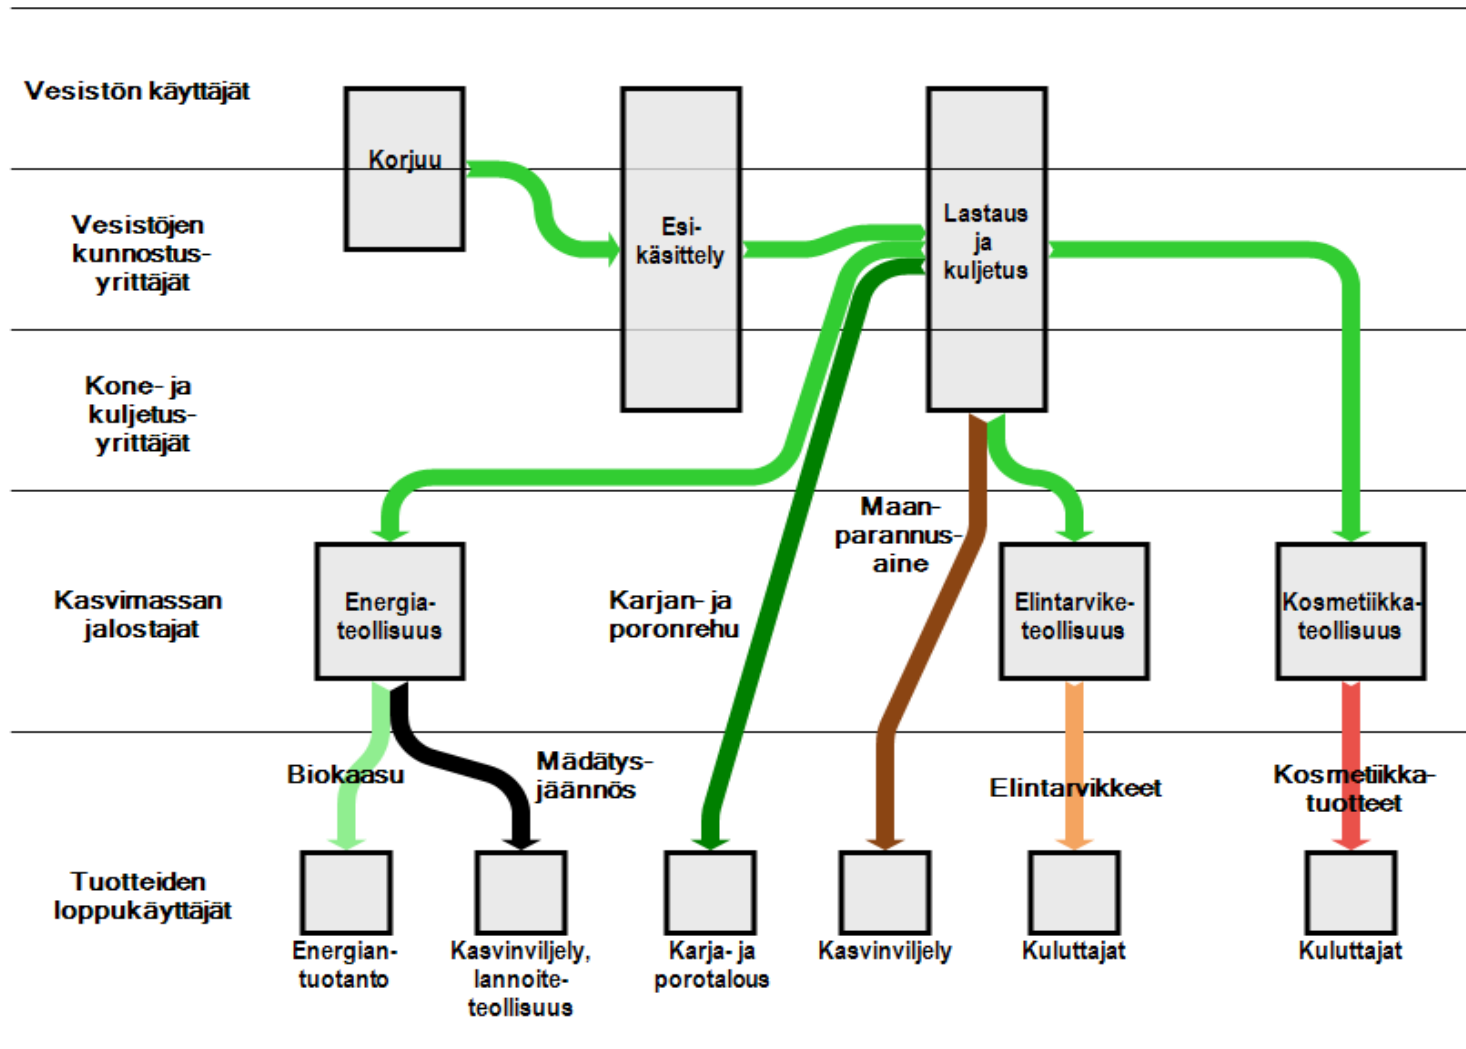 Vesistön käyttäjät
Korjuu
Vesistöjen
kunnostus-
yrittäjät
Esi-
käsittely
Lastaus
ja
kuljetus
Kone- ja
kuljetus-
yrittäjät
Maan-
parannus-
aine
Kasvimassan
jalostajat
Energia-
teollisuus
Karjan- ja
poronrehu
Elintarvike-
teollisuus
Kosmetiikka-
teollisuus
Biokaasu
Mädätys-
jäännös
Elintarvikkeet
Kosmetiikka-
tuotteet
Tuotteiden
loppukäyttäjät
Energian-
tuotanto
Kasvinviljely,
lannoite-
teollisuus
Karja- ja
porotalous
Kasvinviljely
Kuluttajat
Kuluttajat